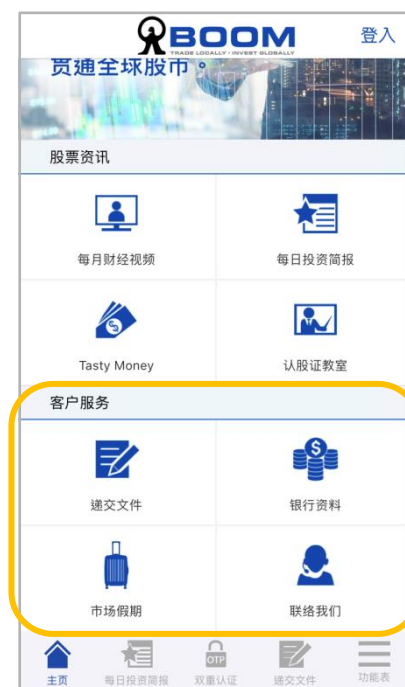 BOOM
TRADE LOCALLY · INVEST GLOBALLY
登入
贯通全球股市。
股票资讯
每月财经视频
每日投资简报
Tasty Money
认股证教室
客户服务
递交文件
银行资料
市场假期
联络我们
OTP
主页
每日投资简报
双重认证
递交文件
功能表